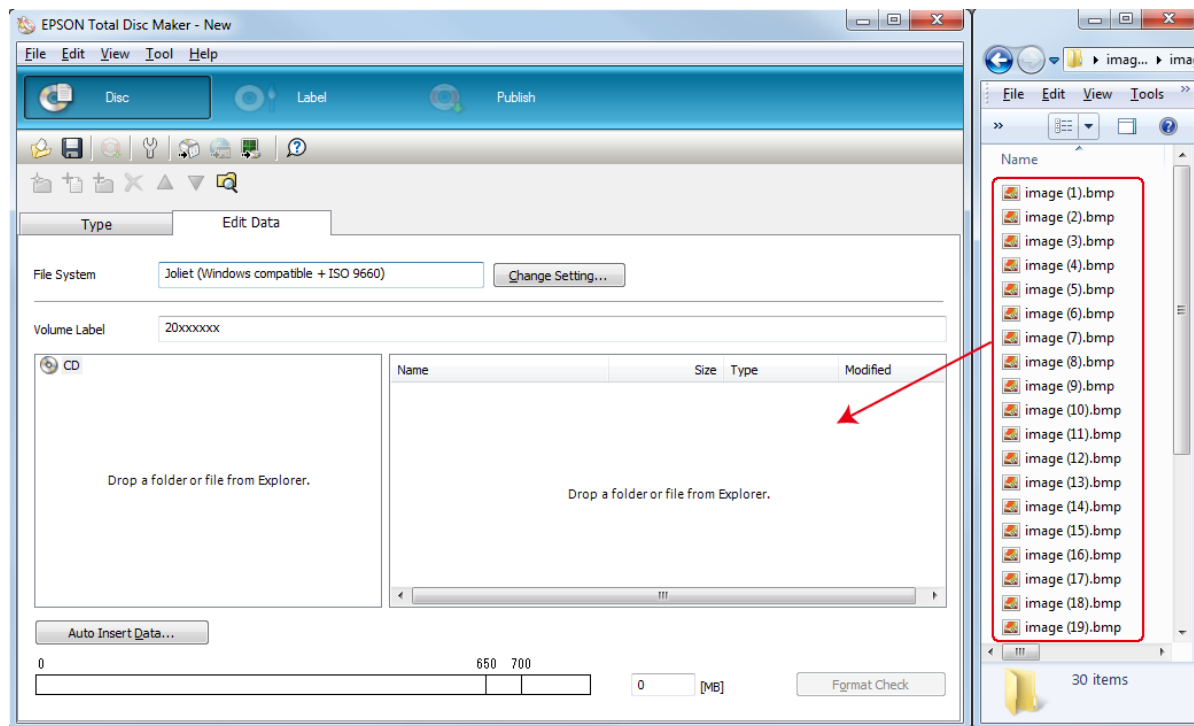 EPSON Total Disc Maker - New
File Edit View Tool Help
Disc Label Publish
Type Edit Data
File System Joliet (Windows compatible + ISO 9660) Change Setting...
Volume Label 20xxxxxx
CD
Drop a folder or file from Explorer.
Name Size Type Modified
Drop a folder or file from Explorer.
Auto Insert Data...
0 650 700
0 [MB] Format Check
imag... ima
File Edit View Tools »
»
Name
image (1).bmp
image (2).bmp
image (3).bmp
image (4).bmp
image (5).bmp
image (6).bmp
image (7).bmp
image (8).bmp
image (9).bmp
image (10).bmp
image (11).bmp
image (12).bmp
image (13).bmp
image (14).bmp
image (15).bmp
image (16).bmp
image (17).bmp
image (18).bmp
image (19).bmp
30 items